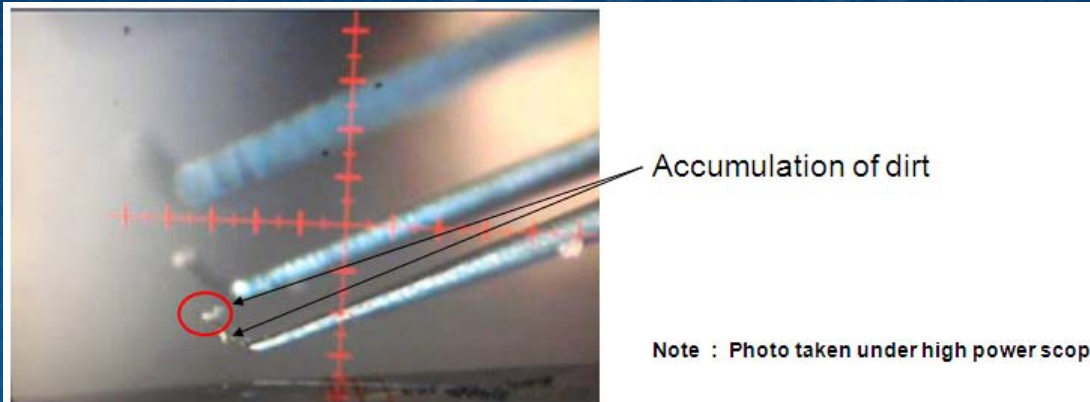 Accumulation of dirt
Note : Photo taken under high power scop